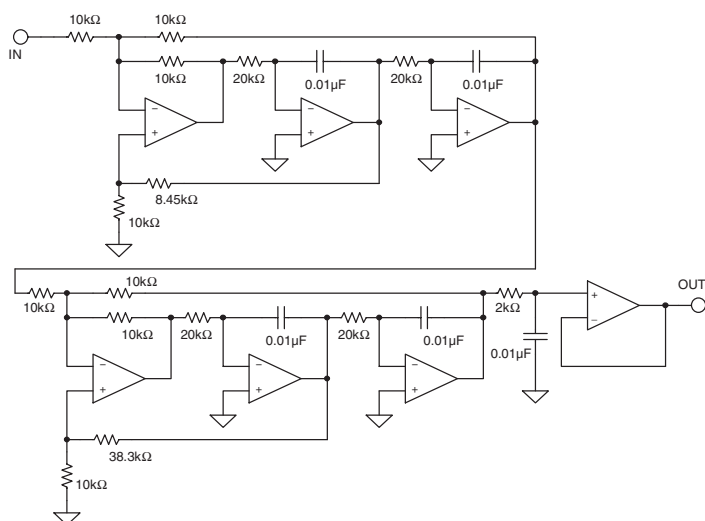 10kΩ 10kΩ
IN
10kΩ 20kΩ 0.01µF 20kΩ 0.01µF
− − −
+ + +
8.45kΩ
10kΩ
10kΩ 10kΩ 2kΩ OUT
10kΩ 20kΩ 0.01µF 20kΩ 0.01µF 0.01µF
+
−
− − −
+ + +
38.3kΩ
10kΩ